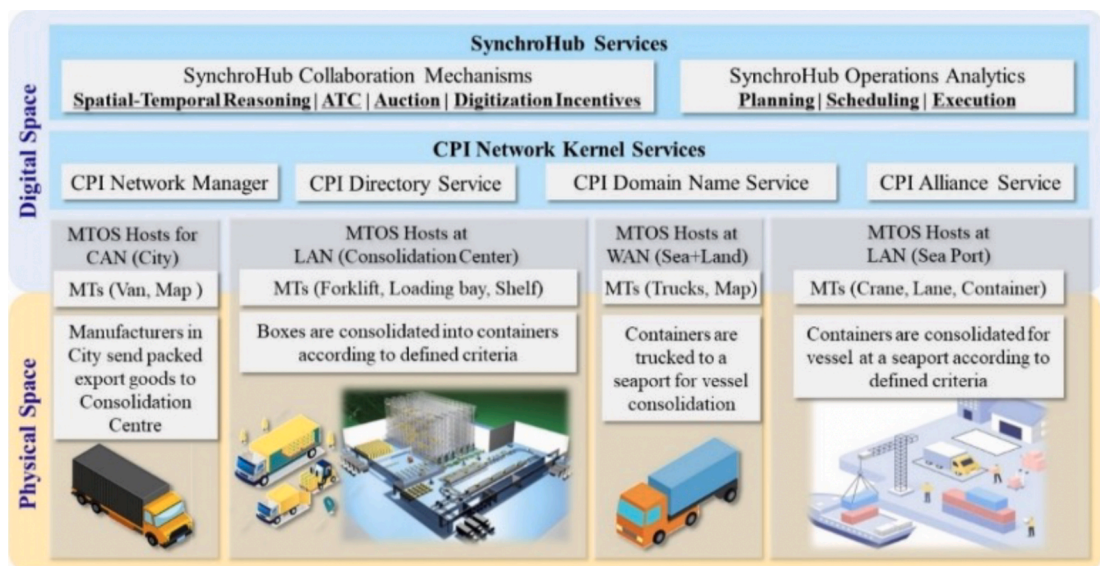 Digital Space
SynchroHub Services
SynchroHub Collaboration Mechanisms
Spatial-Temporal Reasoning | ATC | Auction | Digitization Incentives
SynchroHub Operations Analytics
Planning | Scheduling | Execution
CPI Network Kernel Services
CPI Network Manager
CPI Directory Service
CPI Domain Name Service
CPI Alliance Service
MTOS Hosts for
CAN (City)
MTs (Van, Map )
MTOS Hosts at
LAN (Consolidation Center)
MTs (Forklift, Loading bay, Shelf)
MTOS Hosts at
WAN (Sea+Land)
MTs (Trucks, Map)
MTOS Hosts at
LAN (Sea Port)
MTs (Crane, Lane, Container)
Physical Space
Manufacturers in
City send packed
export goods to
Consolidation
Centre
Boxes are consolidated into containers
according to defined criteria
Containers are
trucked to a
seaport for vessel
consolidation
Containers are consolidated for
vessel at a seaport according to
defined criteria